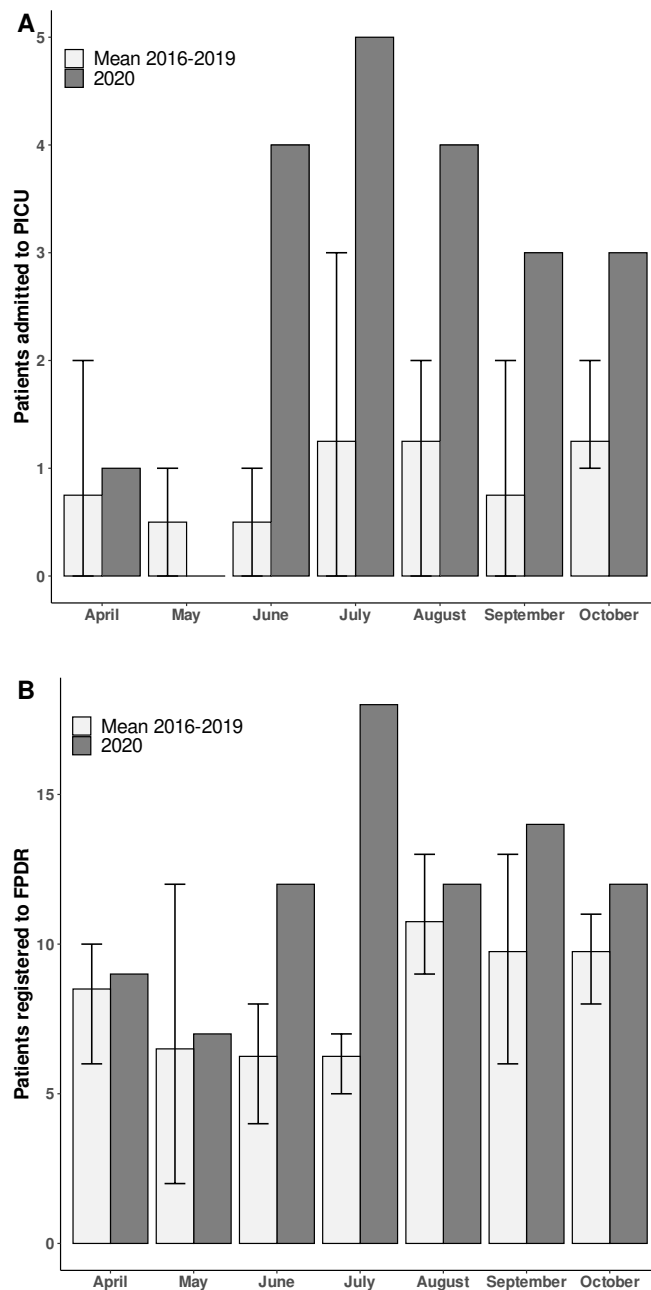 A
5
Mean 2016-2019
2020
4
3
2
1
0
Patients admitted to PICU
April May June July August September October
B
Mean 2016-2019
2020
15
10
5
0
Patients registered to FPDR
April May June July August September October